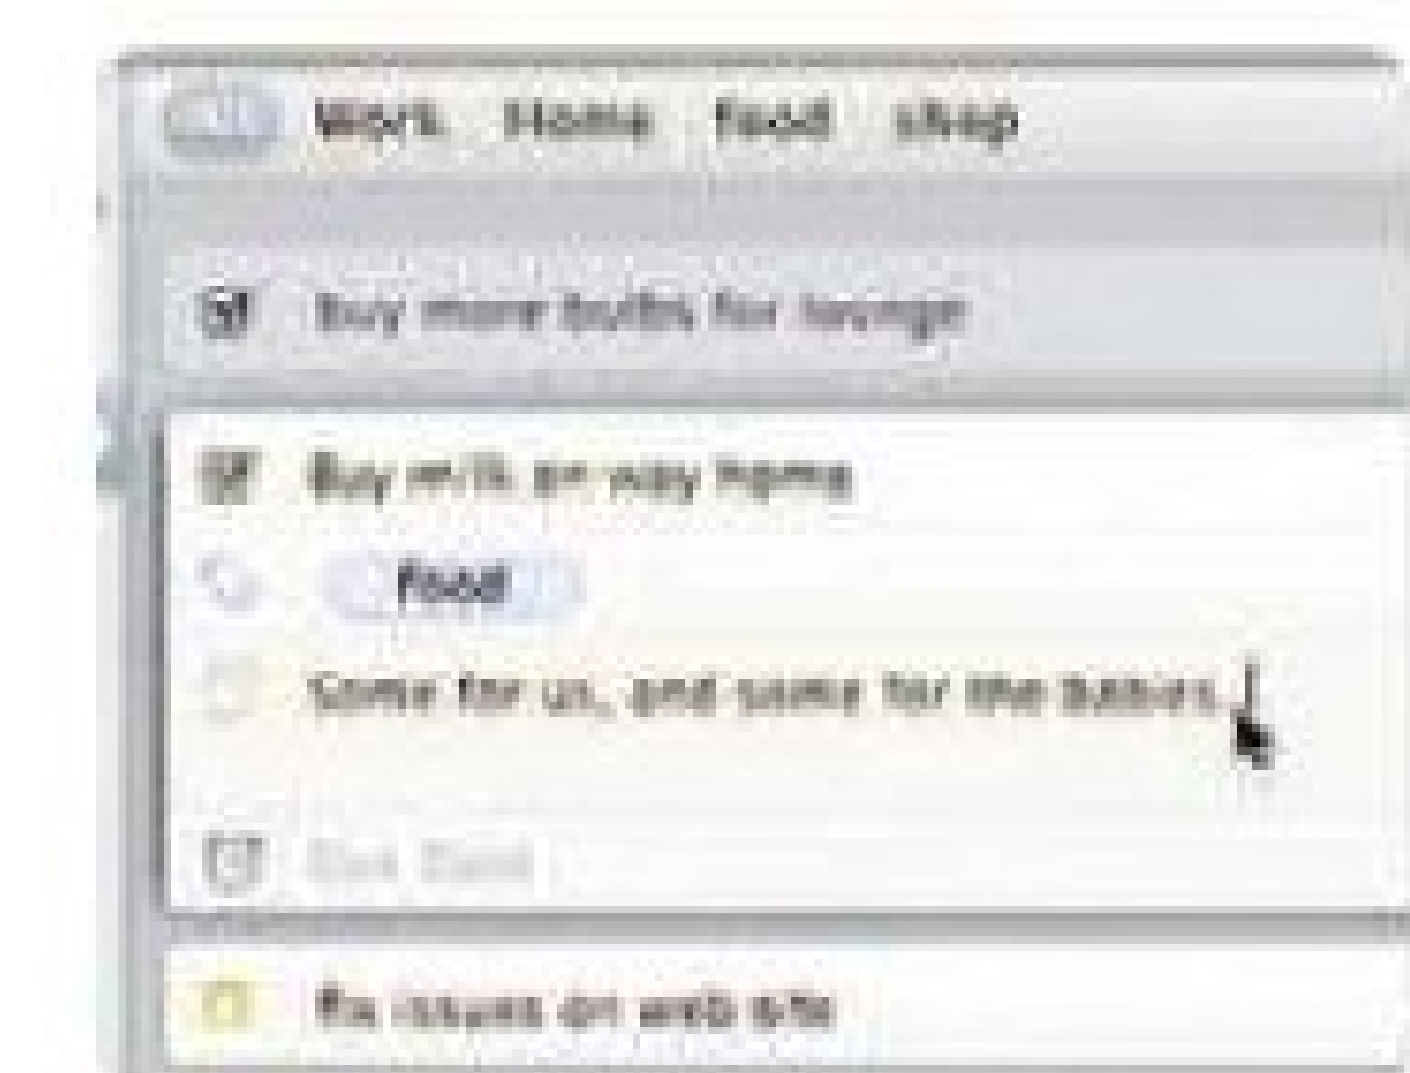 Work Home food shop
Buy more bulbs for lounge
Buy milk on way home
food
Some for us, and some for the babies.
fix issues on web site